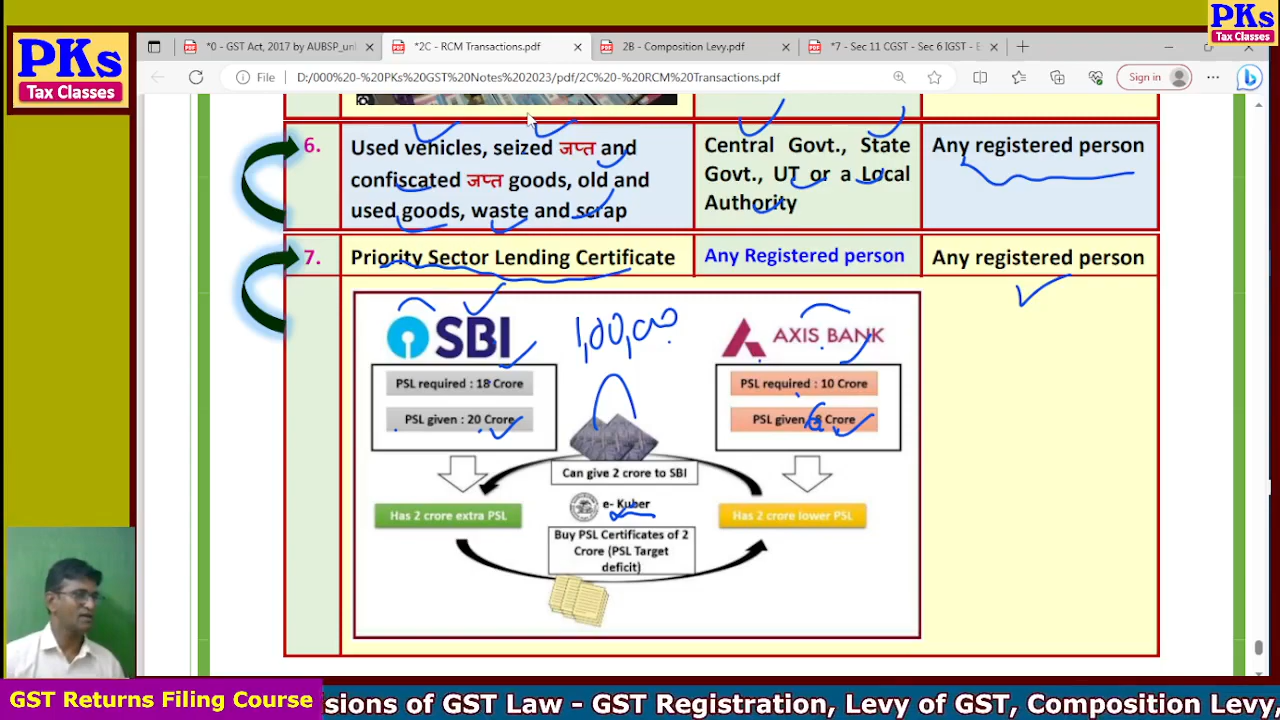 PKs
Tax Classes
PKs
Tax Classes
*0 - GST Act, 2017 by AUBSP_unl
*2C - RCM Transactions.pdf
2B - Composition Levy.pdf
*7 - Sec 11 CGST - Sec 6 IGST - E
File
D:/000%20-%20PKs%20GST%20Notes%202023/pdf/2C%20-%20RCM%20Transactions.pdf
Sign in
6.
Used vehicles, seized जप्त and
confiscated जप्त goods, old and
used goods, waste and scrap
Central Govt., State
Govt., UT or a Local
Authority
Any registered person
7.
Priority Sector Lending Certificate
Any Registered person
Any registered person
SBI
1,00,000
AXIS BANK
PSL required : 18 Crore
PSL given : 20 Crore
PSL required : 10 Crore
PSL given : 8 Crore
6
Can give 2 crore to SBI
e- Kuber
Has 2 crore extra PSL
Has 2 crore lower PSL
Buy PSL Certificates of 2
Crore (PSL Target
deficit)
GST Returns Filing Course
sions of GST Law - GST Registration, Levy of GST, Composition Levy,